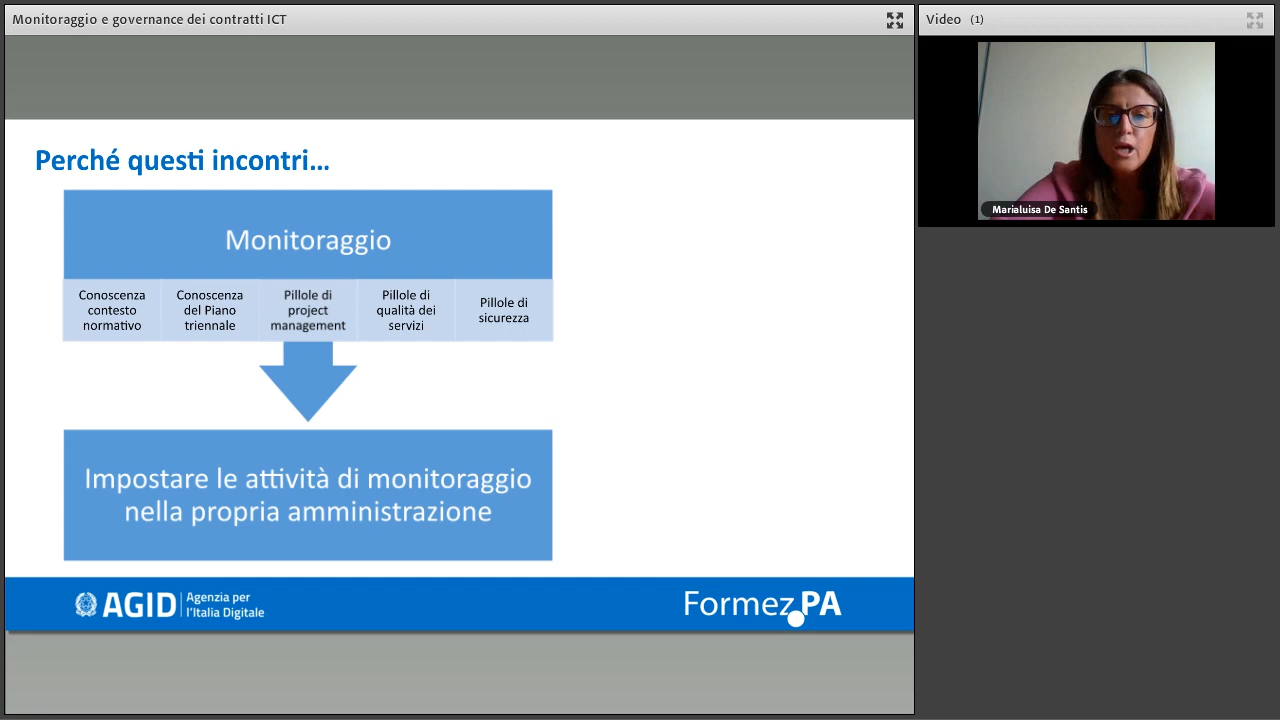 Monitoraggio e governance dei contratti ICT
Video (1)
Marialuisa De Santis
Perché questi incontri...
Monitoraggio
Conoscenza
contesto
normativo
Conoscenza
del Piano
triennale
Pillole di
project
management
Pillole di
qualità dei
servizi
Pillole di
sicurezza
Impostare le attività di monitoraggio
nella propria amministrazione
AGID
Agenzia per
l'Italia Digitale
Formez PA